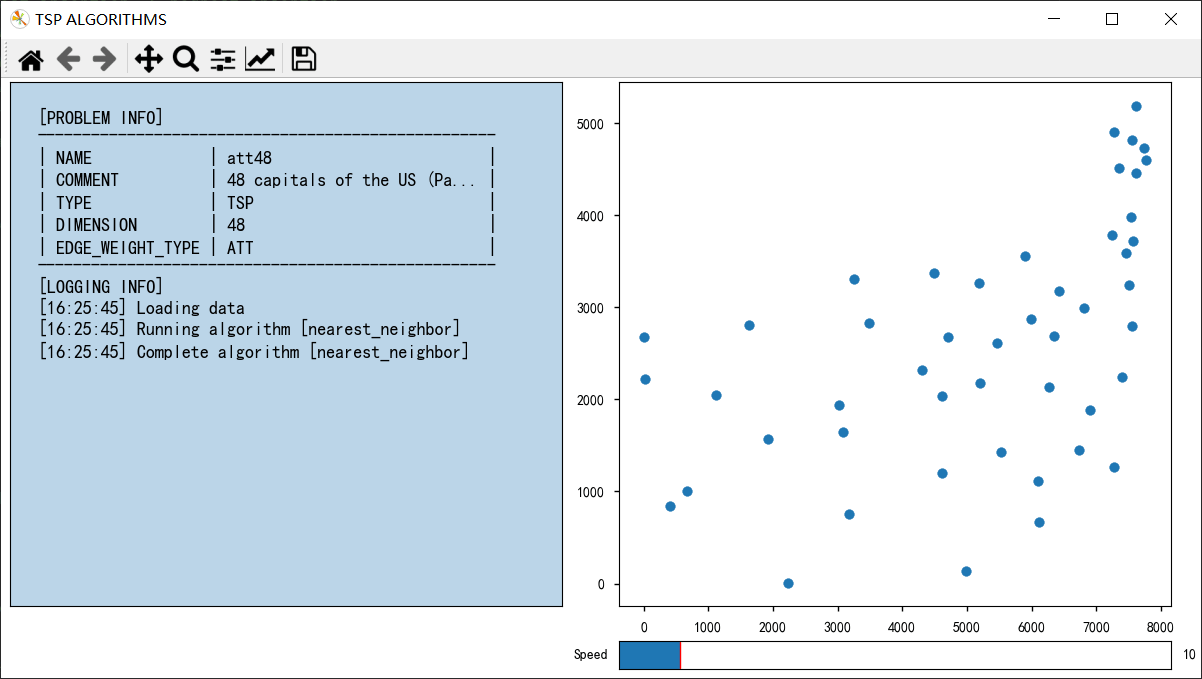 TSP ALGORITHMS
[PROBLEM INFO]
| NAME | att48 |
| COMMENT | 48 capitals of the US (Pa... |
| TYPE | TSP |
| DIMENSION | 48 |
| EDGE_WEIGHT_TYPE | ATT |
[LOGGING INFO]
[16:25:45] Loading data
[16:25:45] Running algorithm [nearest_neighbor]
[16:25:45] Complete algorithm [nearest_neighbor]
5000
4000
3000
2000
1000
0
0 1000 2000 3000 4000 5000 6000 7000 8000
Speed 10